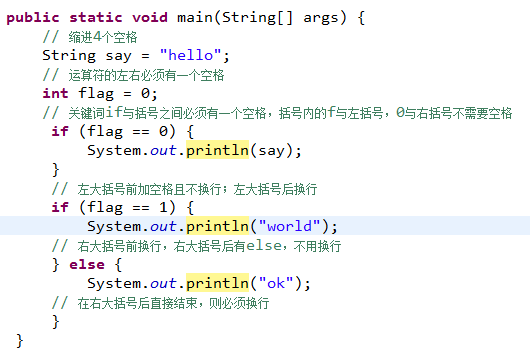 public static void main(String[] args) {
    // 缩进4个空格
    String say = "hello";
    // 运算符的左右必须有一个空格
    int flag = 0;
    // 关键词if与括号之间必须有一个空格，括号内的f与左括号，0与右括号不需要空格
     if (flag == 0) {
         System.out.println(say);
     }
     // 左大括号前加空格且不换行；左大括号后换行
     if (flag == 1) {
         System.out.println("world");
     // 右大括号前换行，右大括号后有else，不用换行
     } else {
         System.out.println("ok");
     // 在右大括号后直接结束，则必须换行
     }
 }